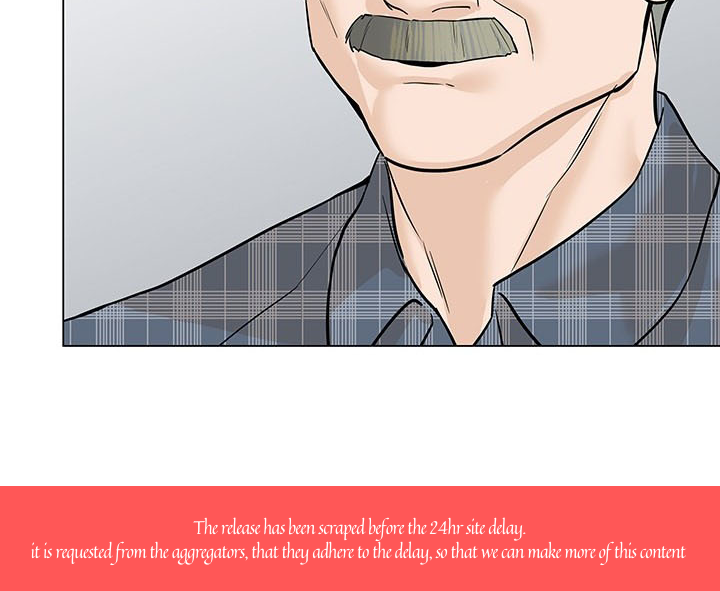 The release has been scraped before the 24hr site delay.
it is requested from the aggregators, that they adhere to the delay, so that we can make more of this content